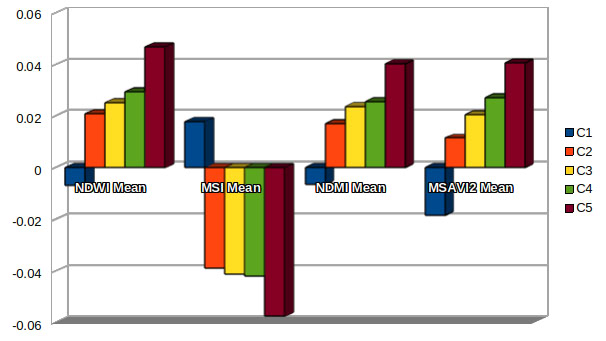 0.06
0.04
0.02
0
-0.02
-0.04
-0.06
NDWI Mean
MSI Mean
NDMI Mean
MSAVI2 Mean
C1
C2
C3
C4
C5